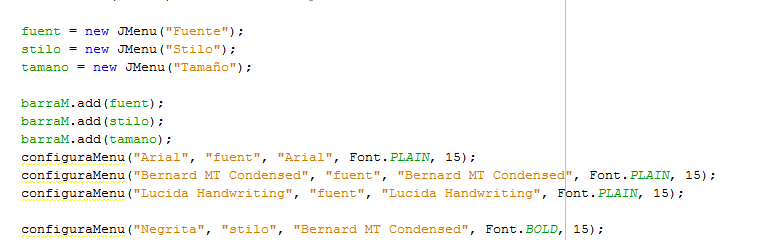 fuent = new JMenu("Fuente");
stilo = new JMenu("Stilo");
tamano = new JMenu("Tamaño");
barraM.add(fuent);
barraM.add(stilo);
barraM.add(tamano);
configuraMenu("Arial", "fuent", "Arial", Font.PLAIN, 15);
configuraMenu("Bernard MT Condensed", "fuent", "Bernard MT Condensed", Font.PLAIN, 15);
configuraMenu("Lucida Handwriting", "fuent", "Lucida Handwriting", Font.PLAIN, 15);
configuraMenu("Negrita", "stilo", "Bernard MT Condensed", Font.BOLD, 15);